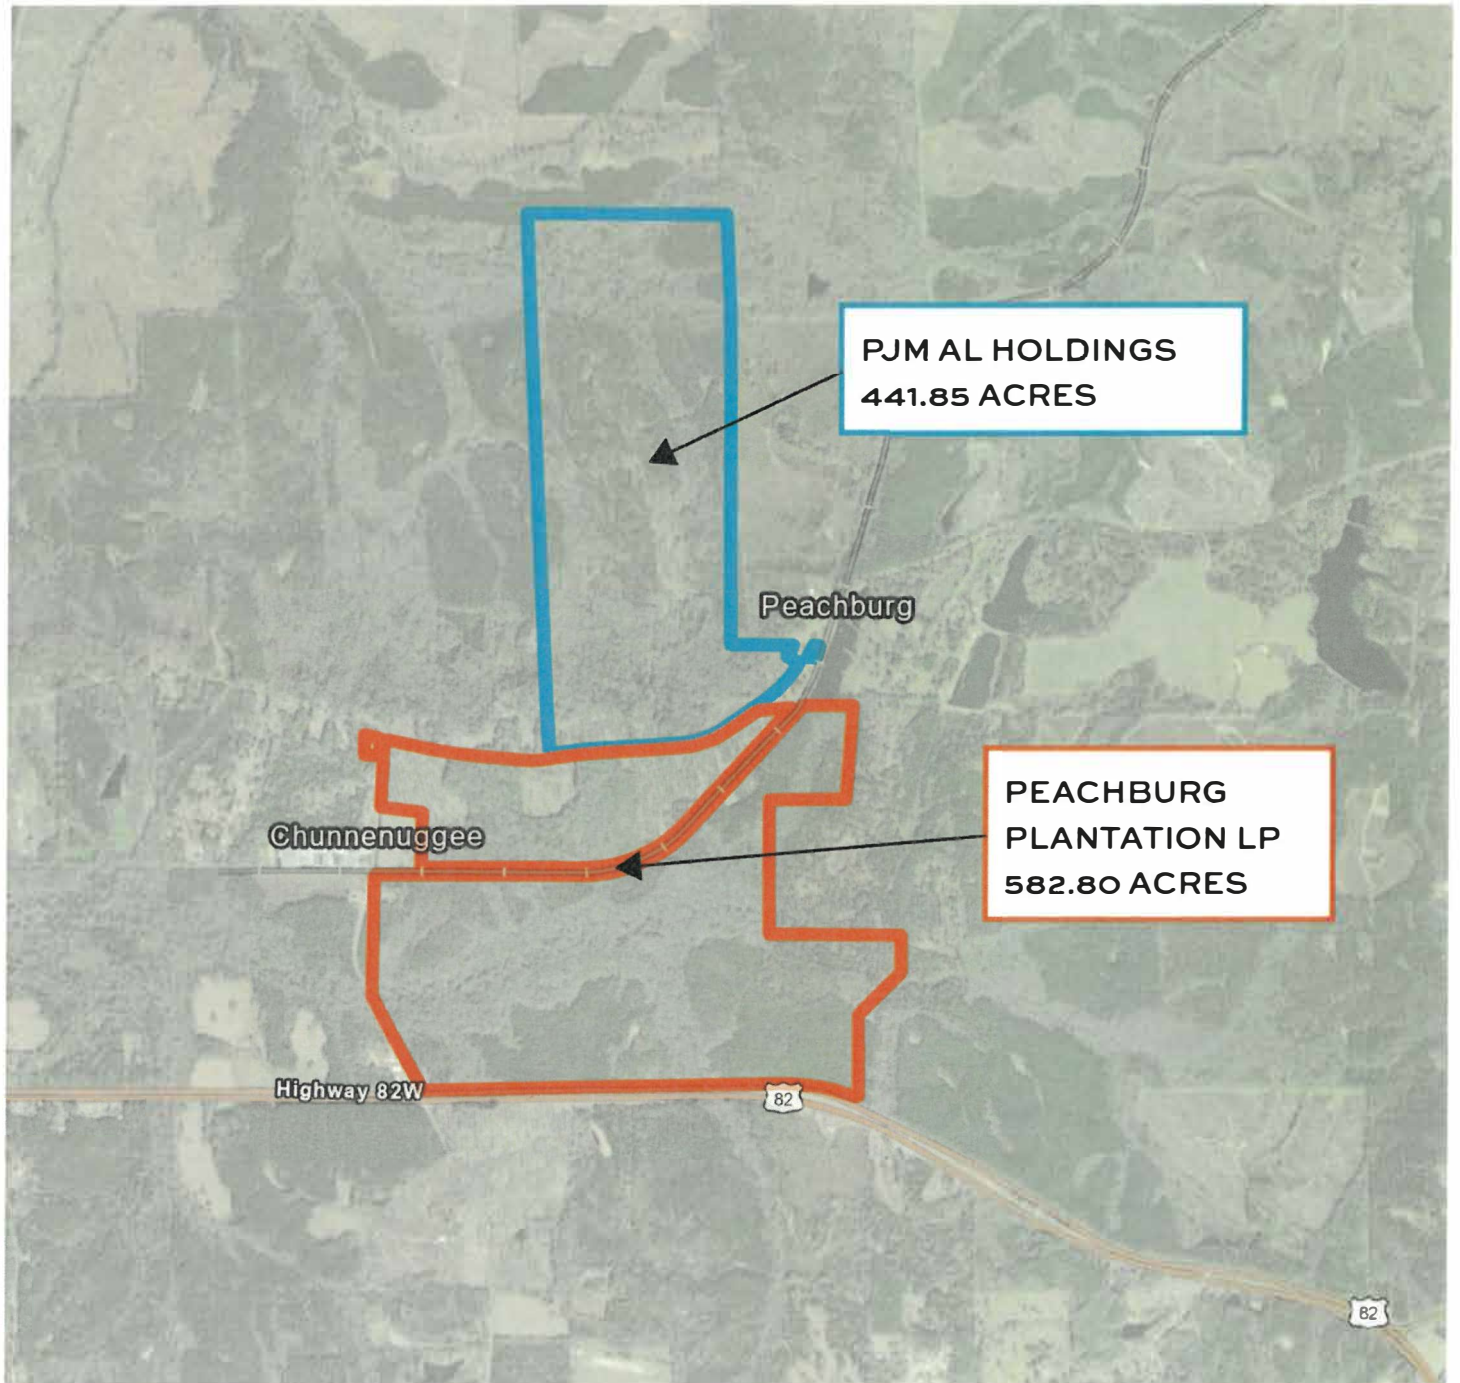 PJM AL HOLDINGS
441.85 ACRES
Peachburg
PEACHBURG
PLANTATION LP
582.80 ACRES
Chunnenuggee
Highway 82W
82
82